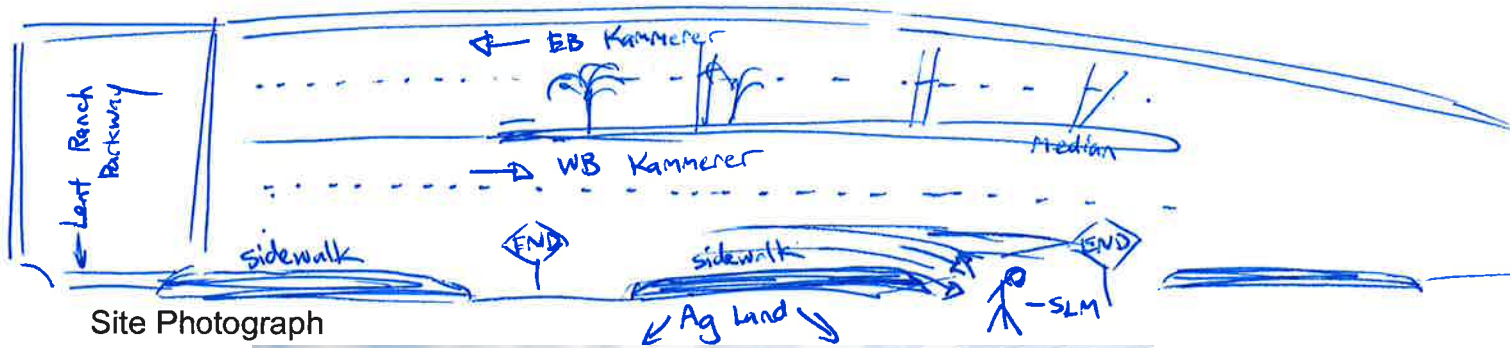 ← EB Kammerer
Lent Ranch
Parkway
Median
→ WB Kammerer
sidewalk
END
sidewalk
END
SLM
Ag Land
Site Photograph